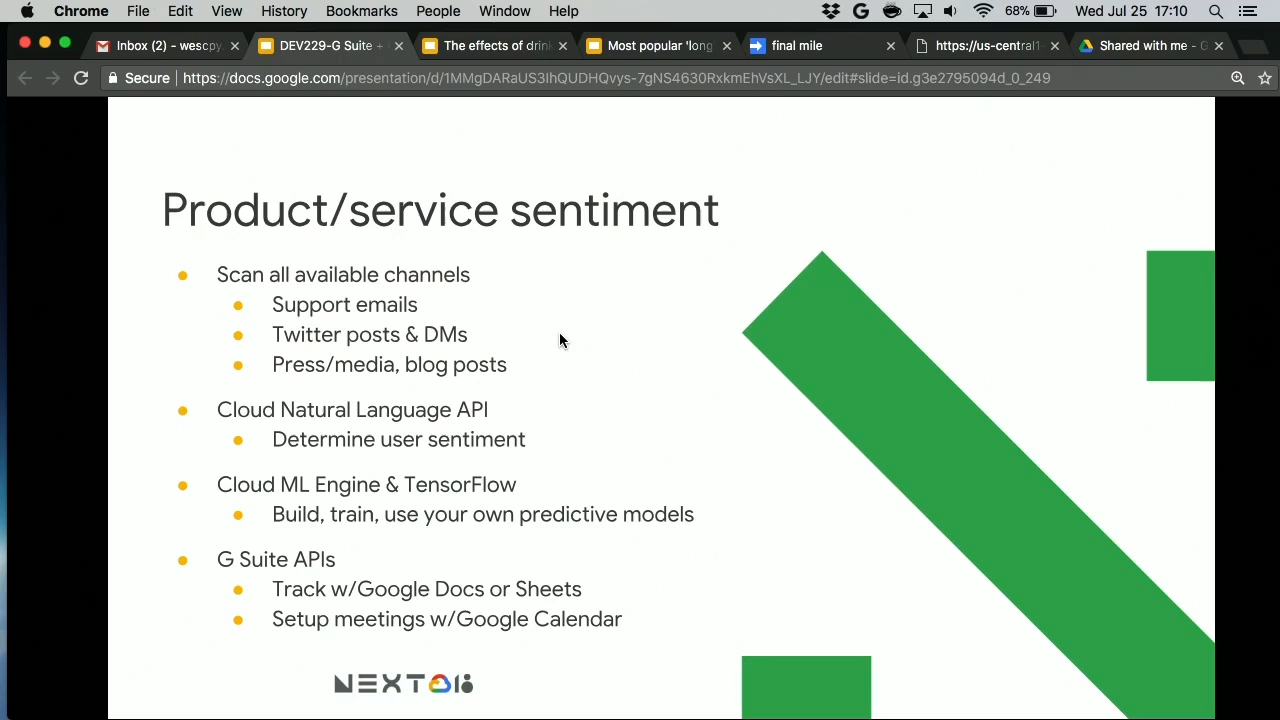 Chrome File Edit View History Bookmarks People Window Help 68% Wed Jul 25 17:10
Inbox (2) - wescpy
DEV229-G Suite +
The effects of drin
Most popular 'long
final mile
https://us-central1-
Shared with me - G
Secure https://docs.google.com/presentation/d/1MMgDARaUS3IhQUDHQvys-7gNS4630RxkmEhVsXL_LJY/edit#slide=id.g3e2795094d_0_249
Product/service sentiment
Scan all available channels
Support emails
Twitter posts & DMs
Press/media, blog posts
Cloud Natural Language API
Determine user sentiment
Cloud ML Engine & TensorFlow
Build, train, use your own predictive models
G Suite APIs
Track w/Google Docs or Sheets
Setup meetings w/Google Calendar
NEXT 18